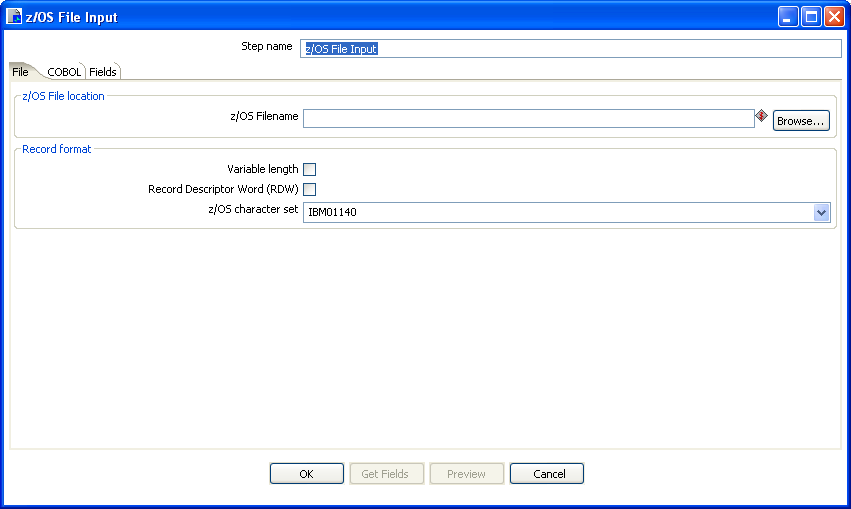 z/OS File Input
Step name z/OS File Input
File COBOL Fields
z/OS File location
z/OS Filename Browse...
Record format
Variable length
Record Descriptor Word (RDW)
z/OS character set IBM01140
OK Get Fields Preview Cancel